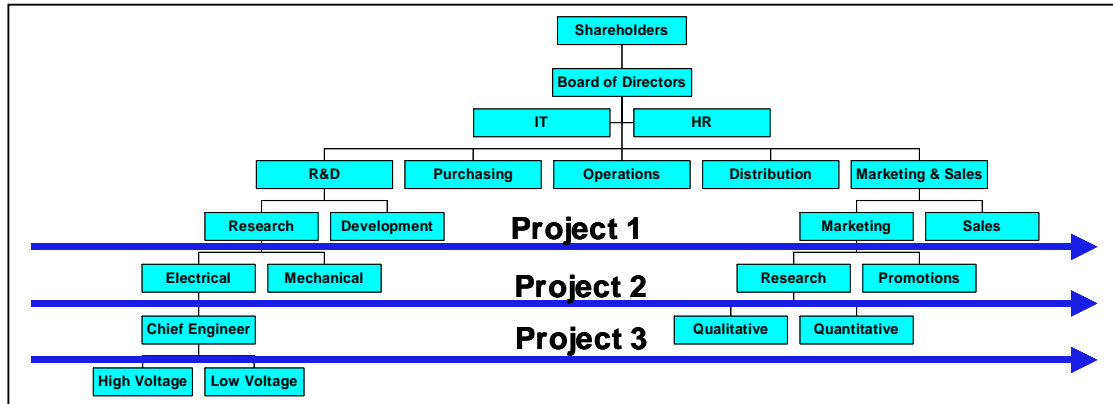 Shareholders
Board of Directors
IT
HR
R&D
Purchasing
Operations
Distribution
Marketing & Sales
Research
Development
Project 1
Marketing
Sales
Electrical
Mechanical
Project 2
Research
Promotions
Chief Engineer
Project 3
Qualitative
Quantitative
High Voltage
Low Voltage